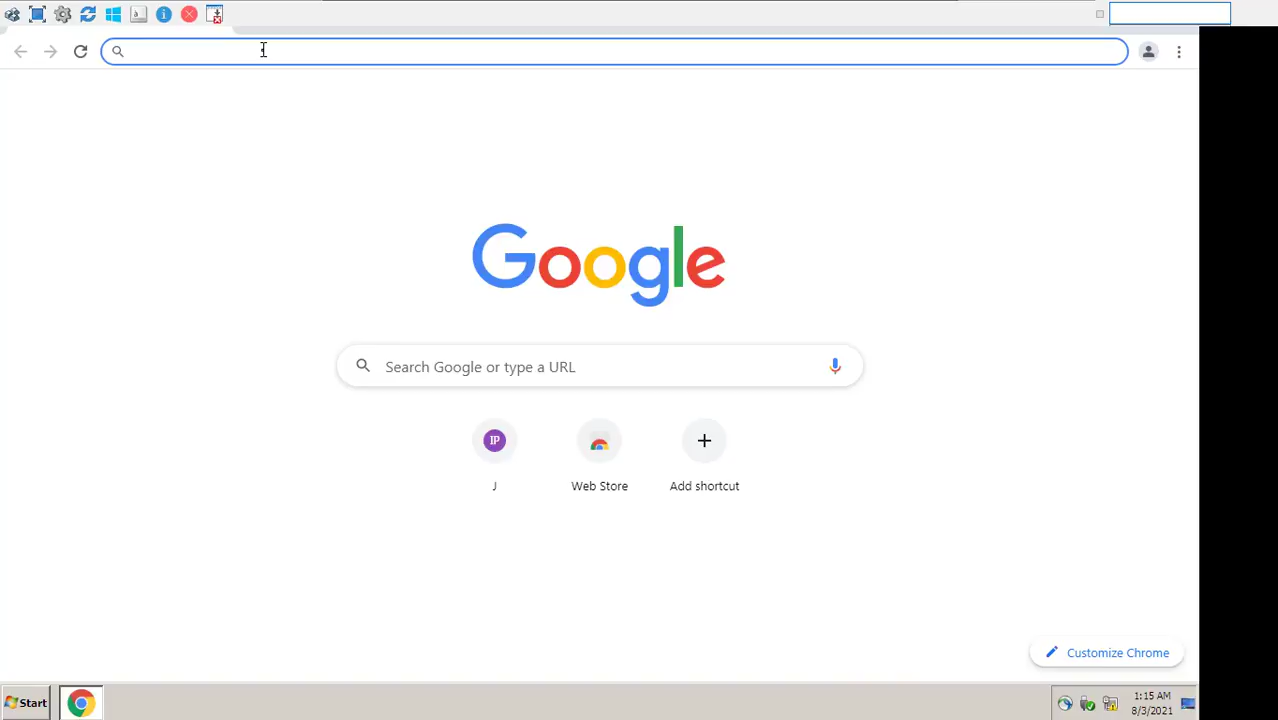 Google
Search Google or type a URL
IP
J
Web Store
Add shortcut
Customize Chrome
Start
1:15 AM
8/3/2021